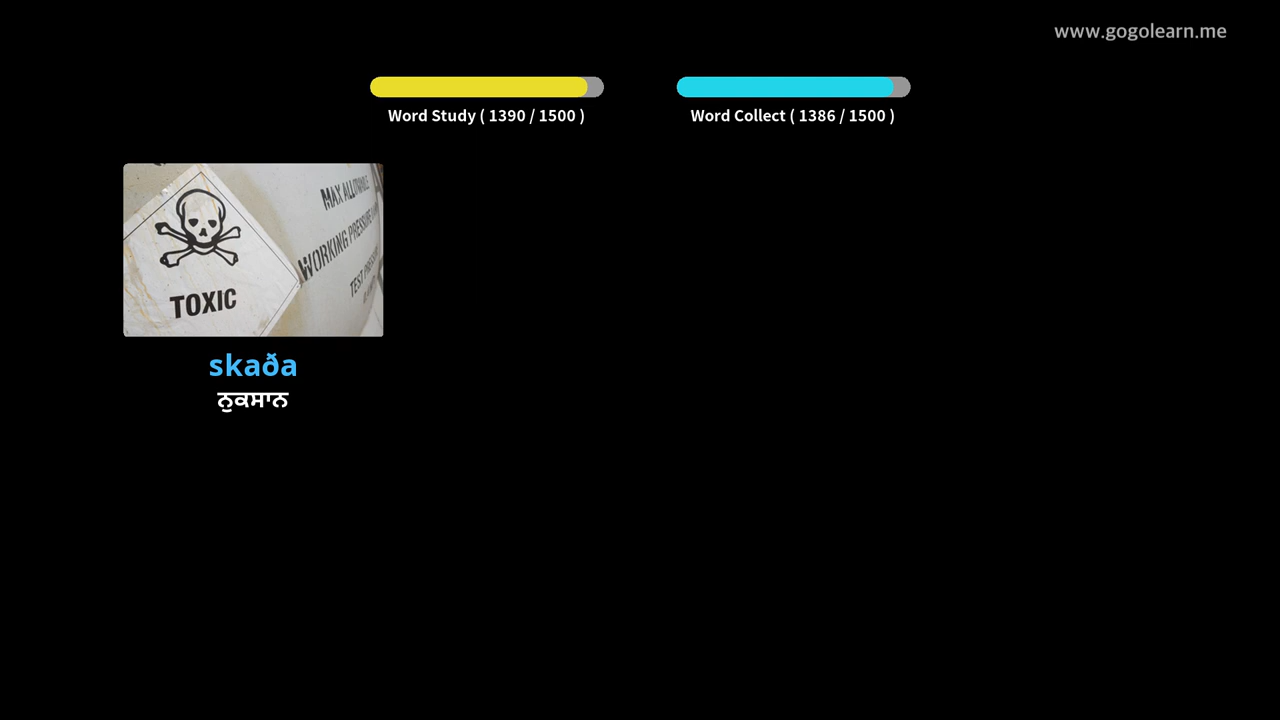 www.gogolearn.me
Word Study ( 1390 / 1500 )
Word Collect ( 1386 / 1500 )
MAX ALLOWABLE
WORKING PRESSURE
TEST
TOXIC
skaða
ਨੁਕਸਾਨ